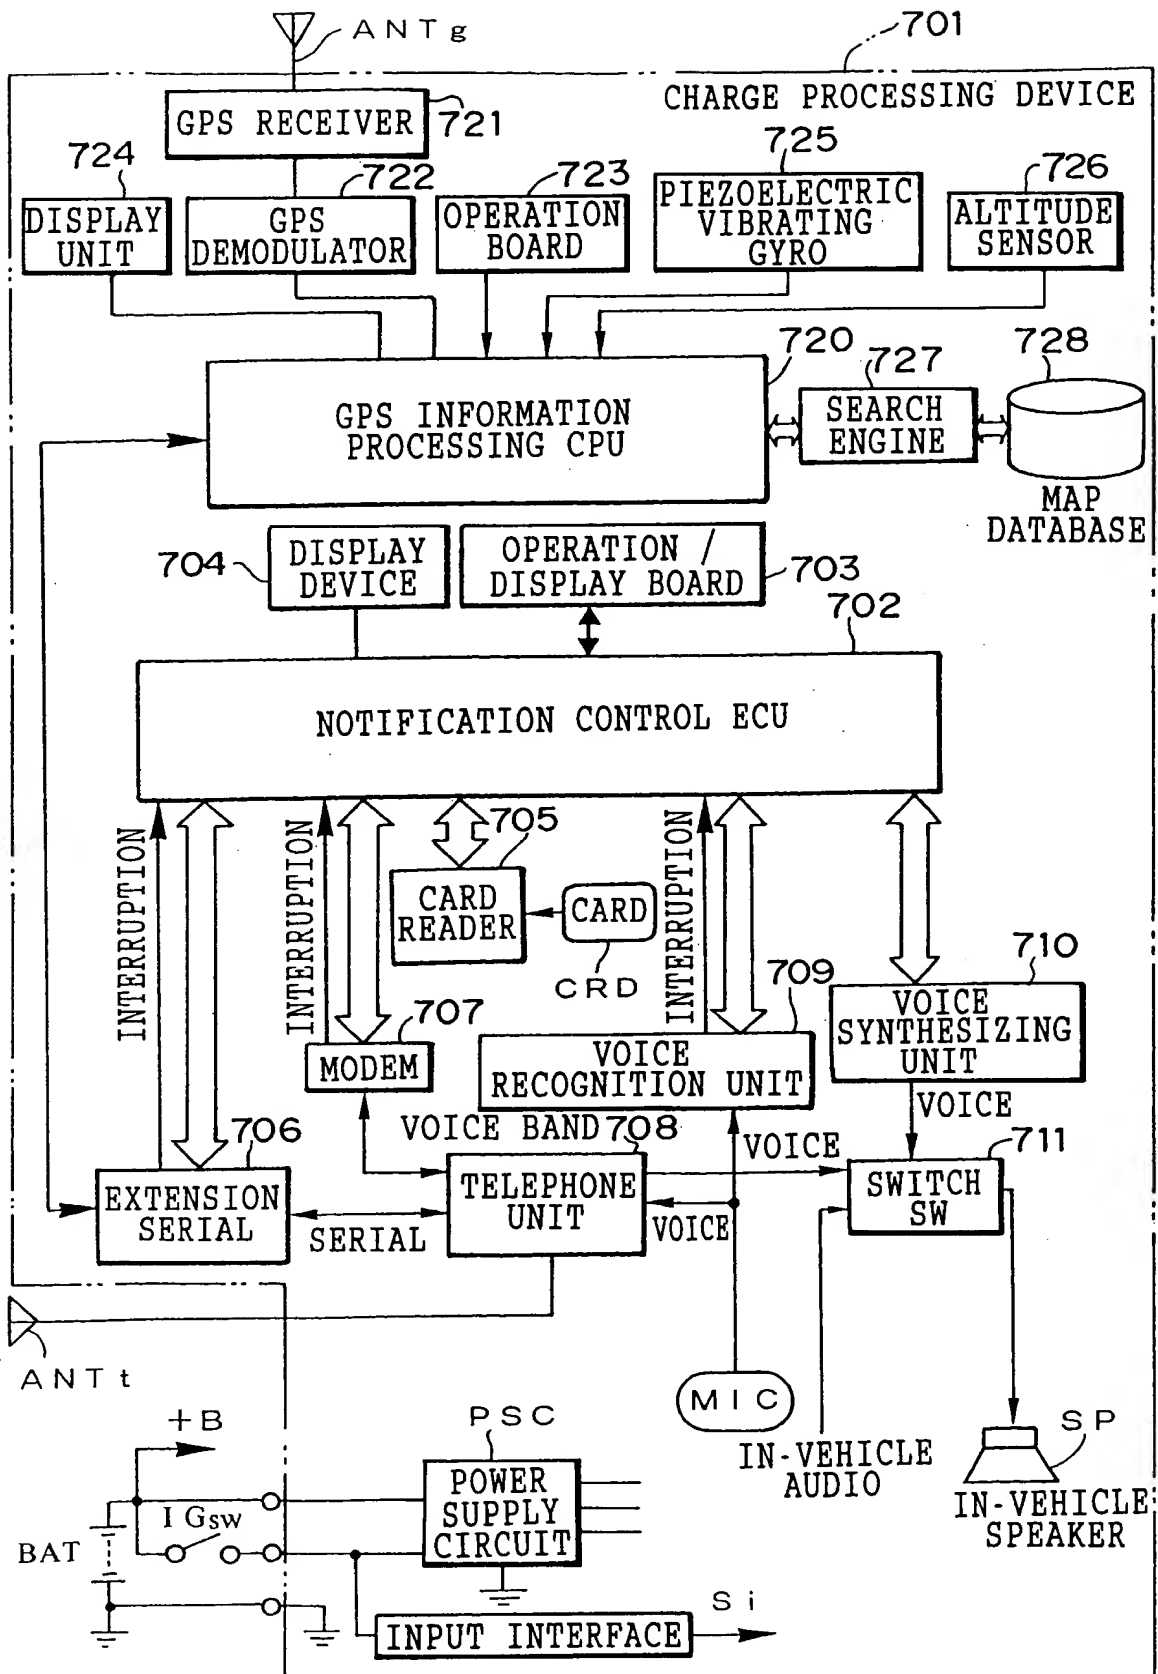 701
ANTg
CHARGE PROCESSING DEVICE
GPS RECEIVER
721
724
722
723
725
726
DISPLAY
UNIT
GPS
DEMODULATOR
OPERATION
BOARD
PIEZOELECTRIC
VIBRATING
GYRO
ALTITUDE
SENSOR
720
727
728
GPS INFORMATION
PROCESSING CPU
SEARCH
ENGINE
MAP
DATABASE
704
DISPLAY
DEVICE
OPERATION /
DISPLAY BOARD
703
702
NOTIFICATION CONTROL ECU
INTERRUPTION
INTERRUPTION
705
CARD
READER
CARD
CRD
INTERRUPTION
709
710
707
MODEM
VOICE
RECOGNITION UNIT
VOICE
SYNTHESIZING
UNIT
VOICE
706
VOICE BAND
708
VOICE
711
EXTENSION
SERIAL
SERIAL
TELEPHONE
UNIT
VOICE
SWITCH
SW
ANTt
MIC
IN-VEHICLE
AUDIO
SP
IN-VEHICLE
SPEAKER
+B
PSC
POWER
SUPPLY
CIRCUIT
IGSW
BAT
Si
INPUT INTERFACE